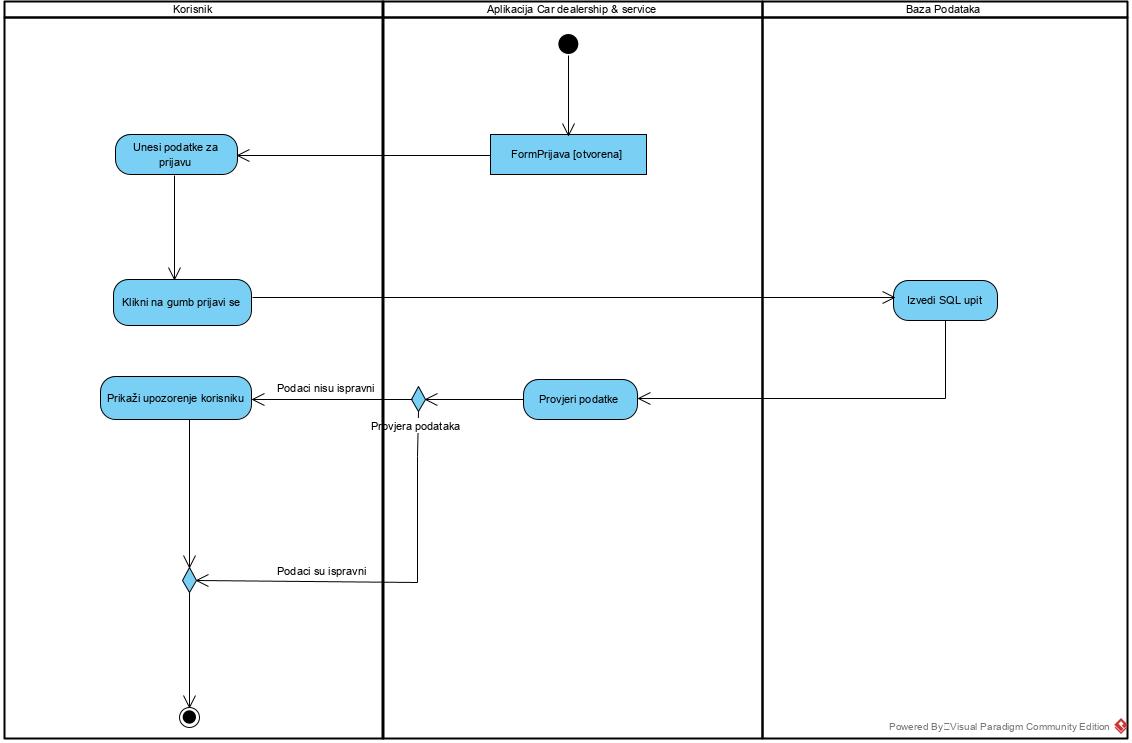 Korisnik
Aplikacija Car dealership & service
Baza Podataka
Unesi podatke za
prijavu
FormPrijava [otvorena]
Klikni na gumb prijavi se
Izvedi SQL upit
Podaci nisu ispravni
Prikaži upozorenje korisniku
Provjeri podatke
Provjera podataka
Podaci su ispravni
Powered By Visual Paradigm Community Edition